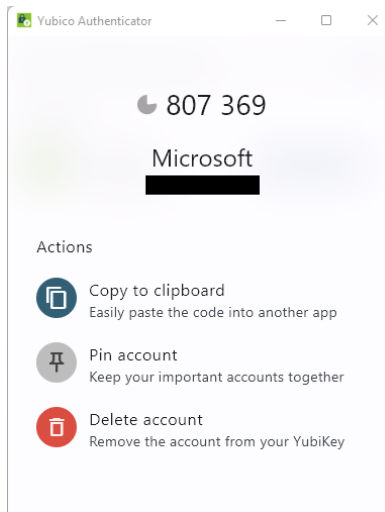 Yubico Authenticator
807 369
Microsoft
Actions
Copy to clipboard
Easily paste the code into another app
Pin account
Keep your important accounts together
Delete account
Remove the account from your YubiKey